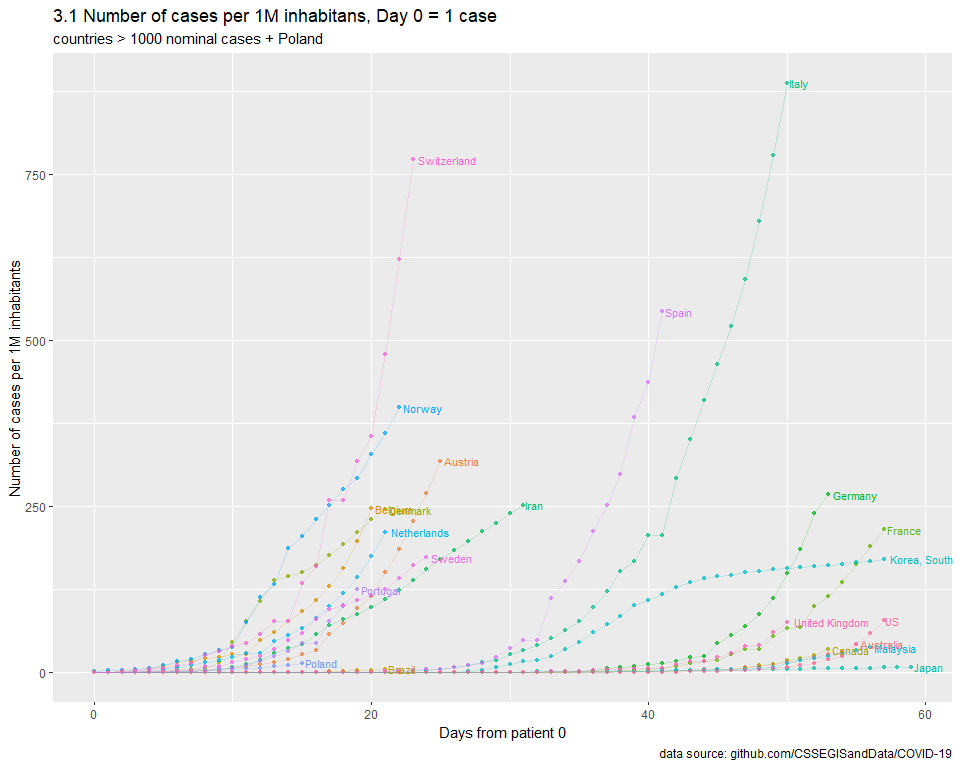 3.1 Number of cases per 1M inhabitans, Day 0 = 1 case
countries > 1000 nominal cases + Poland
Number of cases per 1M inhabitants
750
500
250
0
Italy
Switzerland
Spain
Norway
Austria
Germany
Iran
Belgium
Denmark
France
Netherlands
Sweden
Korea, South
Portugal
United Kingdom
US
Australia
Canada
Malaysia
Poland
Brazil
Japan
0
20
40
60
Days from patient 0
data source: github.com/CSSEGISandData/COVID-19